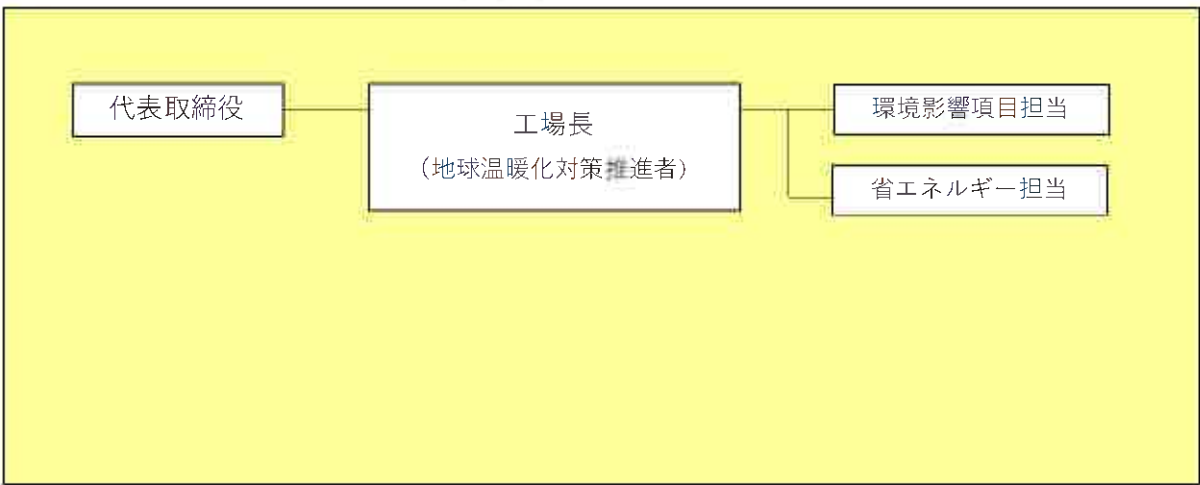 代表取締役
工場長
（地球温暖化対策推進者）
環境影響項目担当
省エネルギー担当